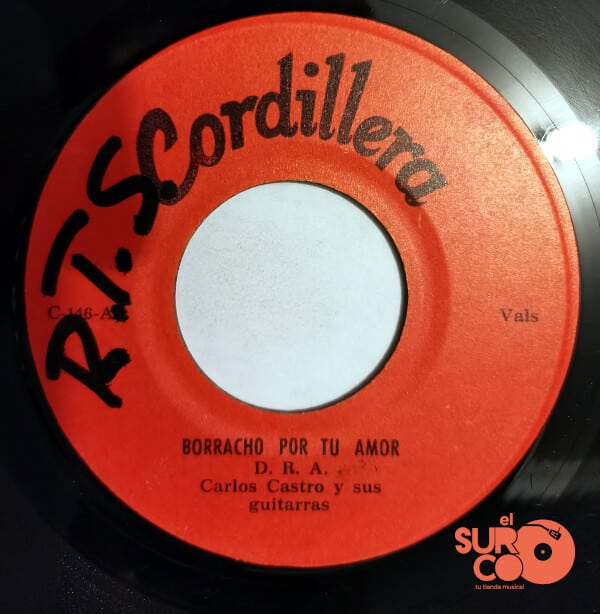 Cordillera
R.T.S.
C-146-A
Vals
BORRACHO POR TU AMOR
D. R. A.
Carlos Castro y sus
guitarras
el
SURCO
tu tienda musical